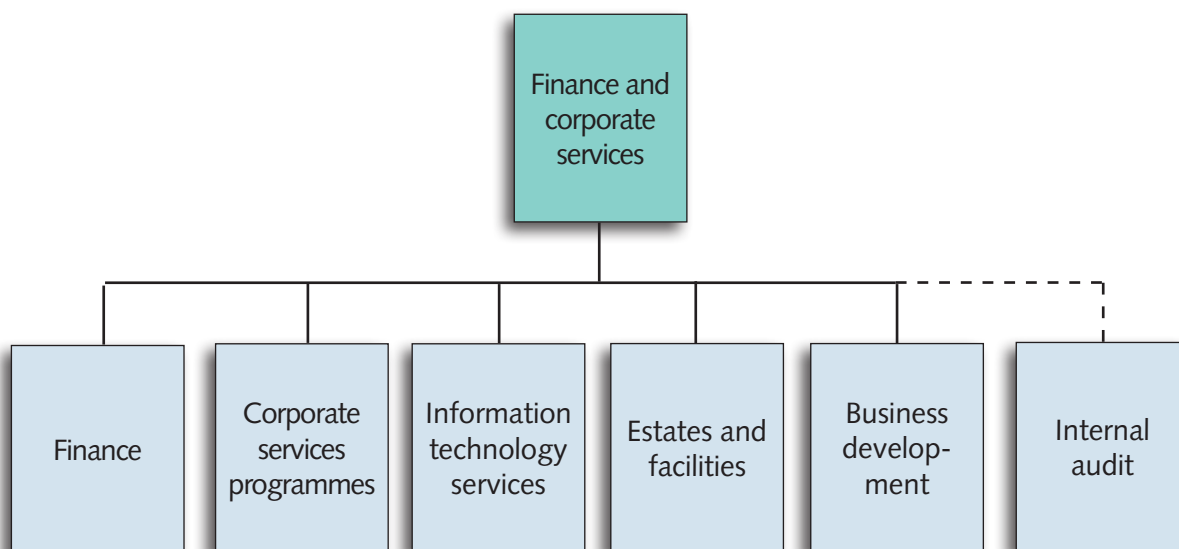 Finance and
corporate
services
Finance
Corporate
services
programmes
Information
technology
services
Estates and
facilities
Business
develop-
ment
Internal
audit